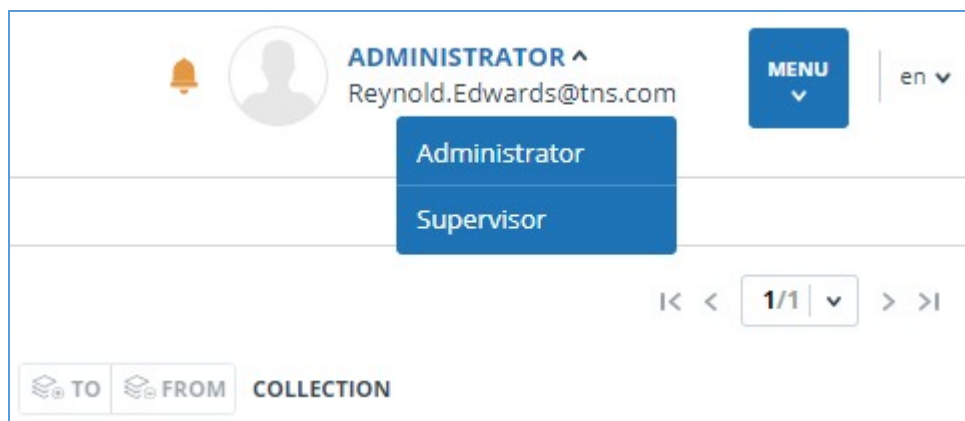 ADMINISTRATOR
Reynold.Edwards@tns.com
MENU
en
Administrator
Supervisor
1/1
TO FROM COLLECTION